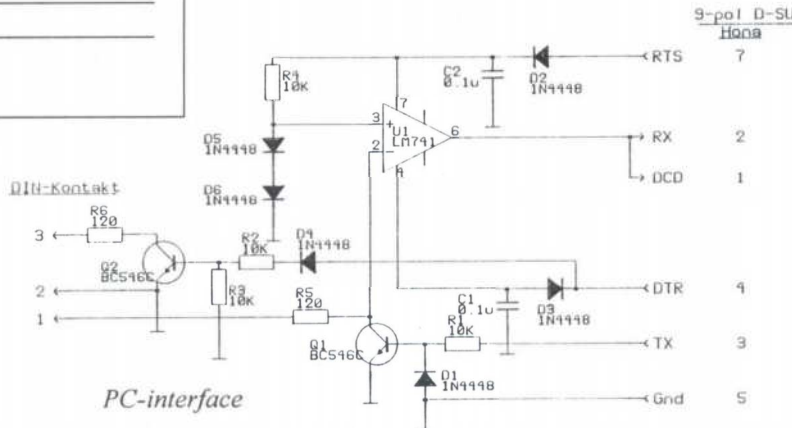 9-pol D-SU
Hona
RTS 7
D2
1N4448
C2
0.1u
R4
10K
7
3
+
U1
LM741
2
-
6
4
RX 2
DCD 1
D5
1N4448
D6
1N4448
DIN-Kontakt
R6
120
3
Q2
BC546C
R2
10K
D4
1N4448
R3
10K
2
1
R5
120
C1
0.1u
D3
1N4448
DTR 4
R1
10K
TX 3
Q1
BC546C
D1
1N4448
Gnd 5
PC-interface